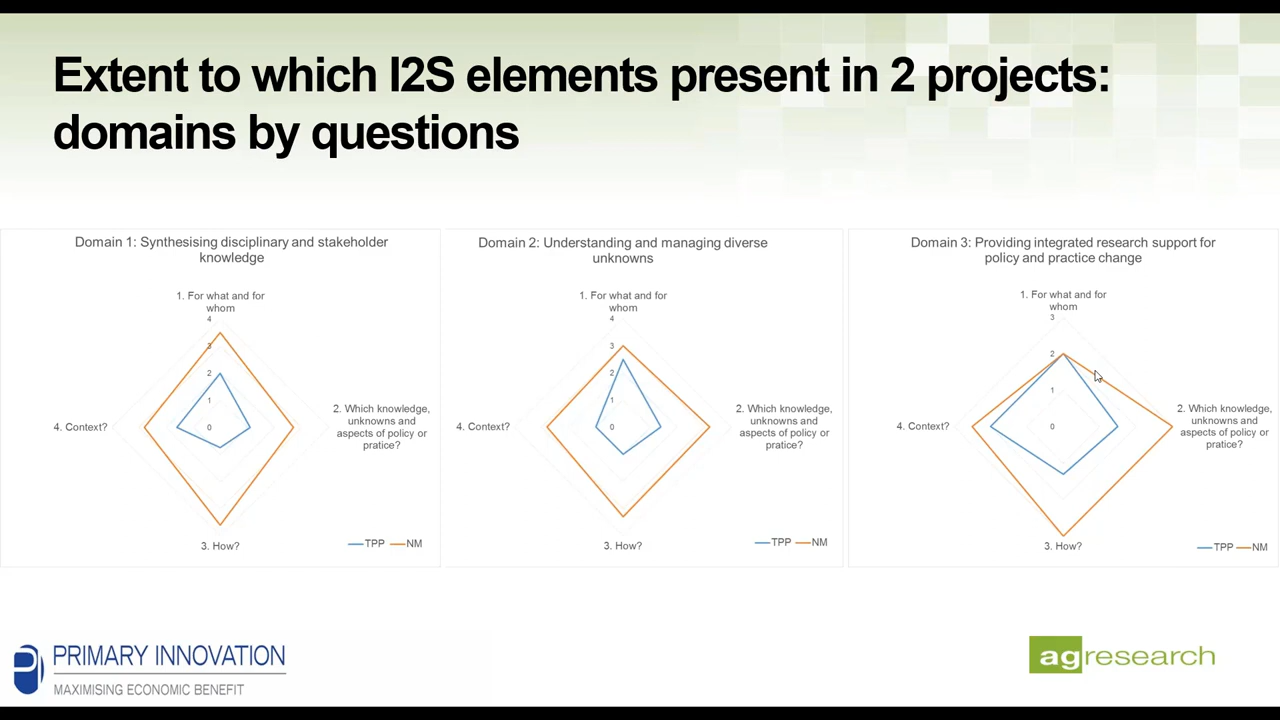 Extent to which I2S elements present in 2 projects:
domains by questions
Domain 1: Synthesising disciplinary and stakeholder
knowledge
1. For what and for
whom
4
3
2
1
0
2. Which knowledge,
unknowns and
aspects of policy or
pratice?
4. Context?
3. How?
TPP
NM
Domain 2: Understanding and managing diverse
unknowns
1. For what and for
whom
4
3
2
1
0
2. Which knowledge,
unknowns and
aspects of policy or
pratice?
4. Context?
3. How?
TPP
NM
Domain 3: Providing integrated research support for
policy and practice change
1. For what and for
whom
3
2
1
0
2. Which knowledge,
unknowns and
aspects of policy or
pratice?
4. Context?
3. How?
TPP
NM
PRIMARY INNOVATION
MAXIMISING ECONOMIC BENEFIT
agresearch